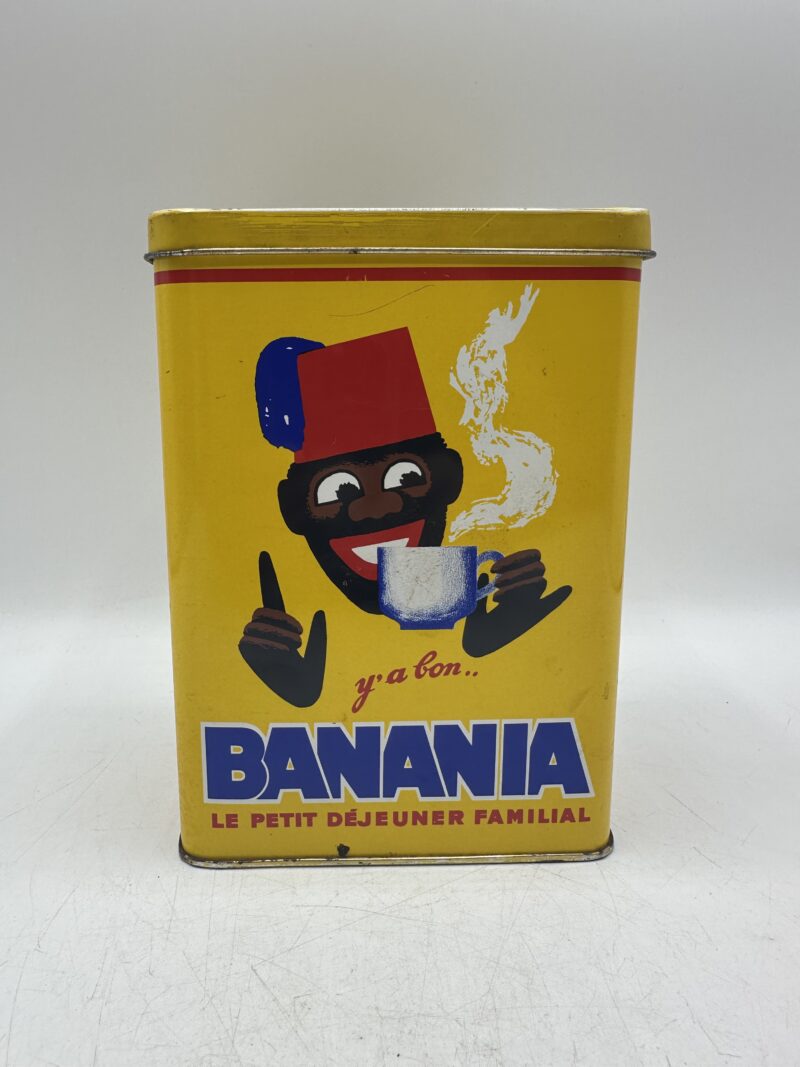 y'a bon..
BANANIA
LE PETIT DÉJEUNER FAMILIAL